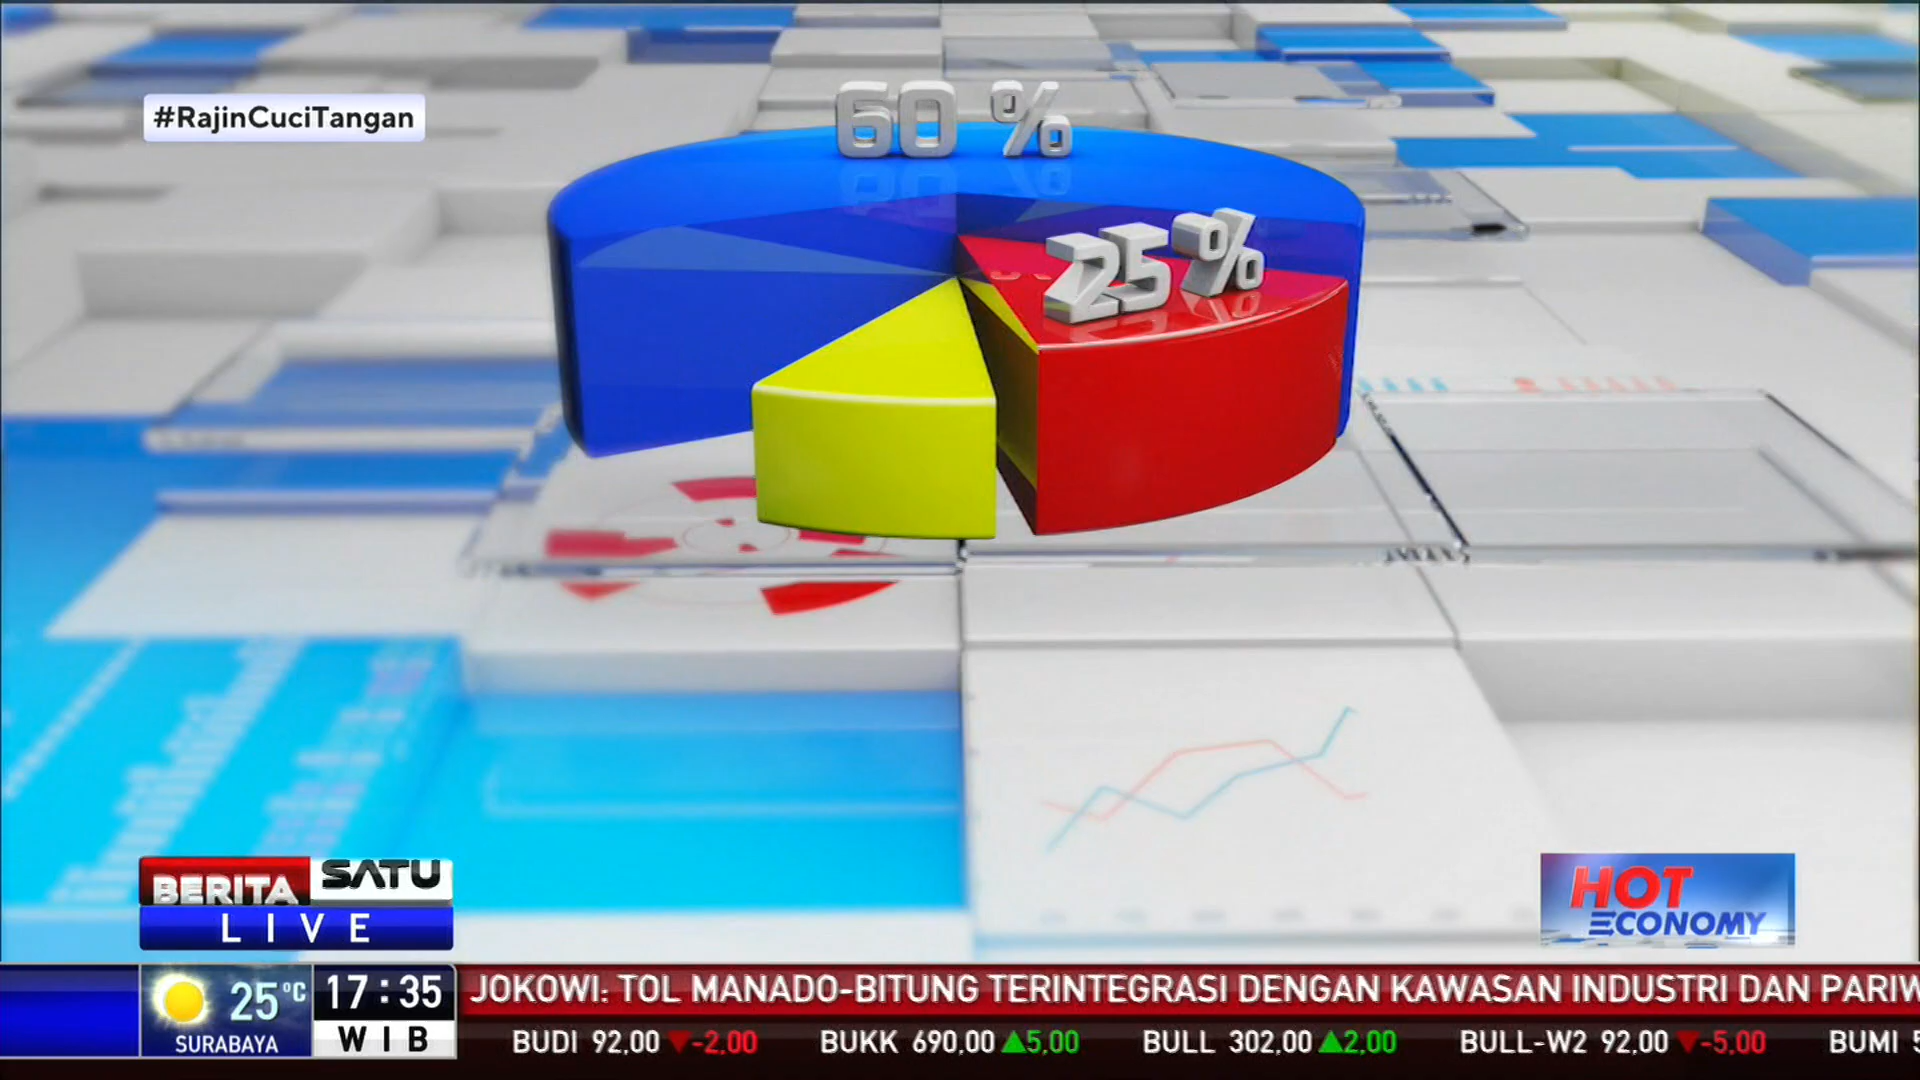 60 %
#RajinCuciTangan
25 %
BERITA SATU
LIVE
HOT
ECONOMY
25°C
SURABAYA
17:35
WIB
JOKOWI: TOL MANADO-BITUNG TERINTEGRASI DENGAN KAWASAN INDUSTRI DAN
BUDI 92,00 ▼-2,00 BUKK 690,00 ▲5,00 BULL 302,00 ▲2,00 BULL-W2 92,00 ▼-5,00 BUMI